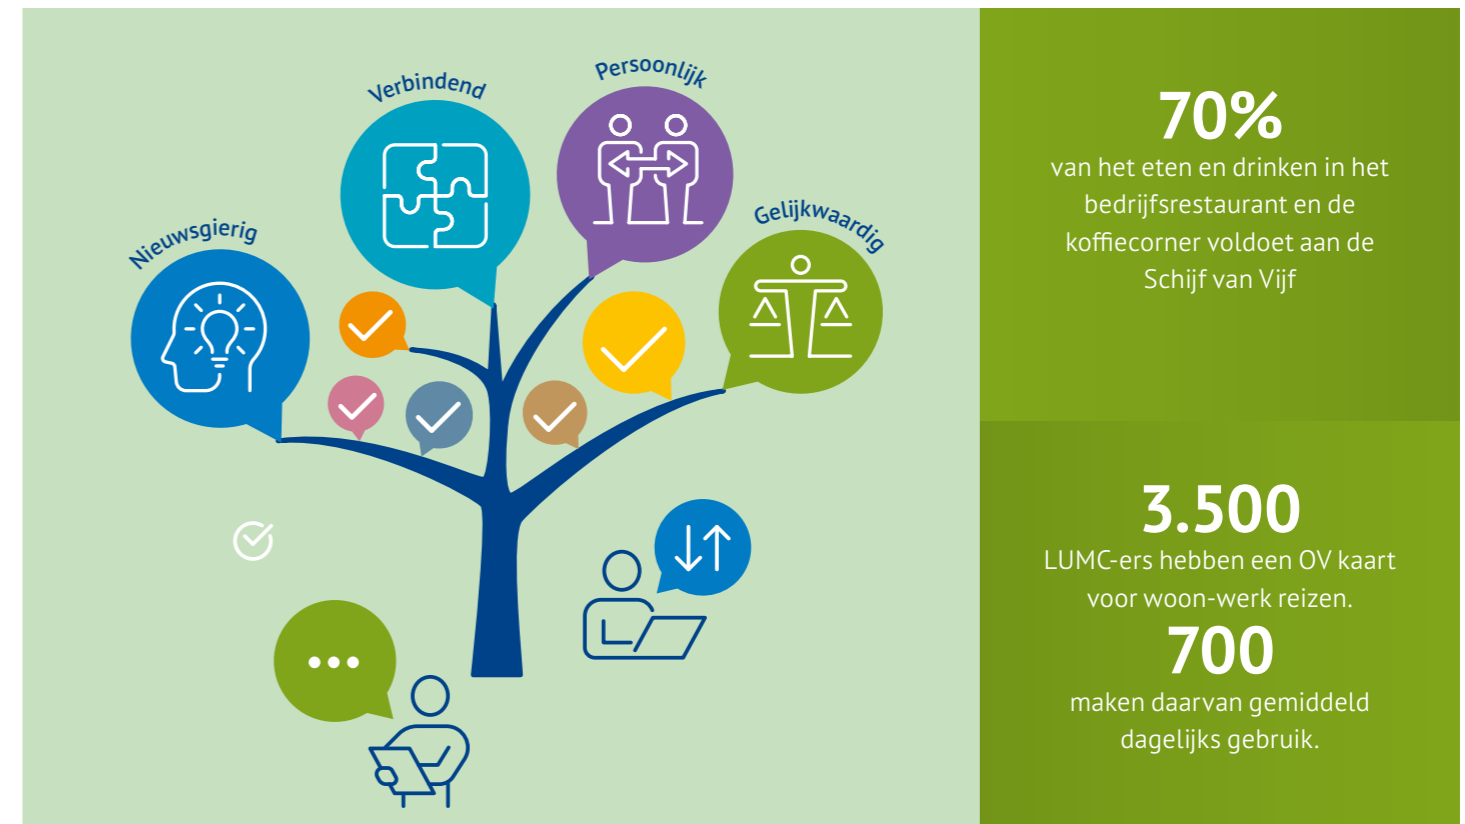 Nieuwsgierig
Verbindend
Persoonlijk
Gelijkwaardig
70%
van het eten en drinken in het
bedrijfsrestaurant en de
koffiecorner voldoet aan de
Schijf van Vijf
3.500
LUMC-ers hebben een OV kaart
voor woon-werk reizen.
700
maken daarvan gemiddeld
dagelijks gebruik.